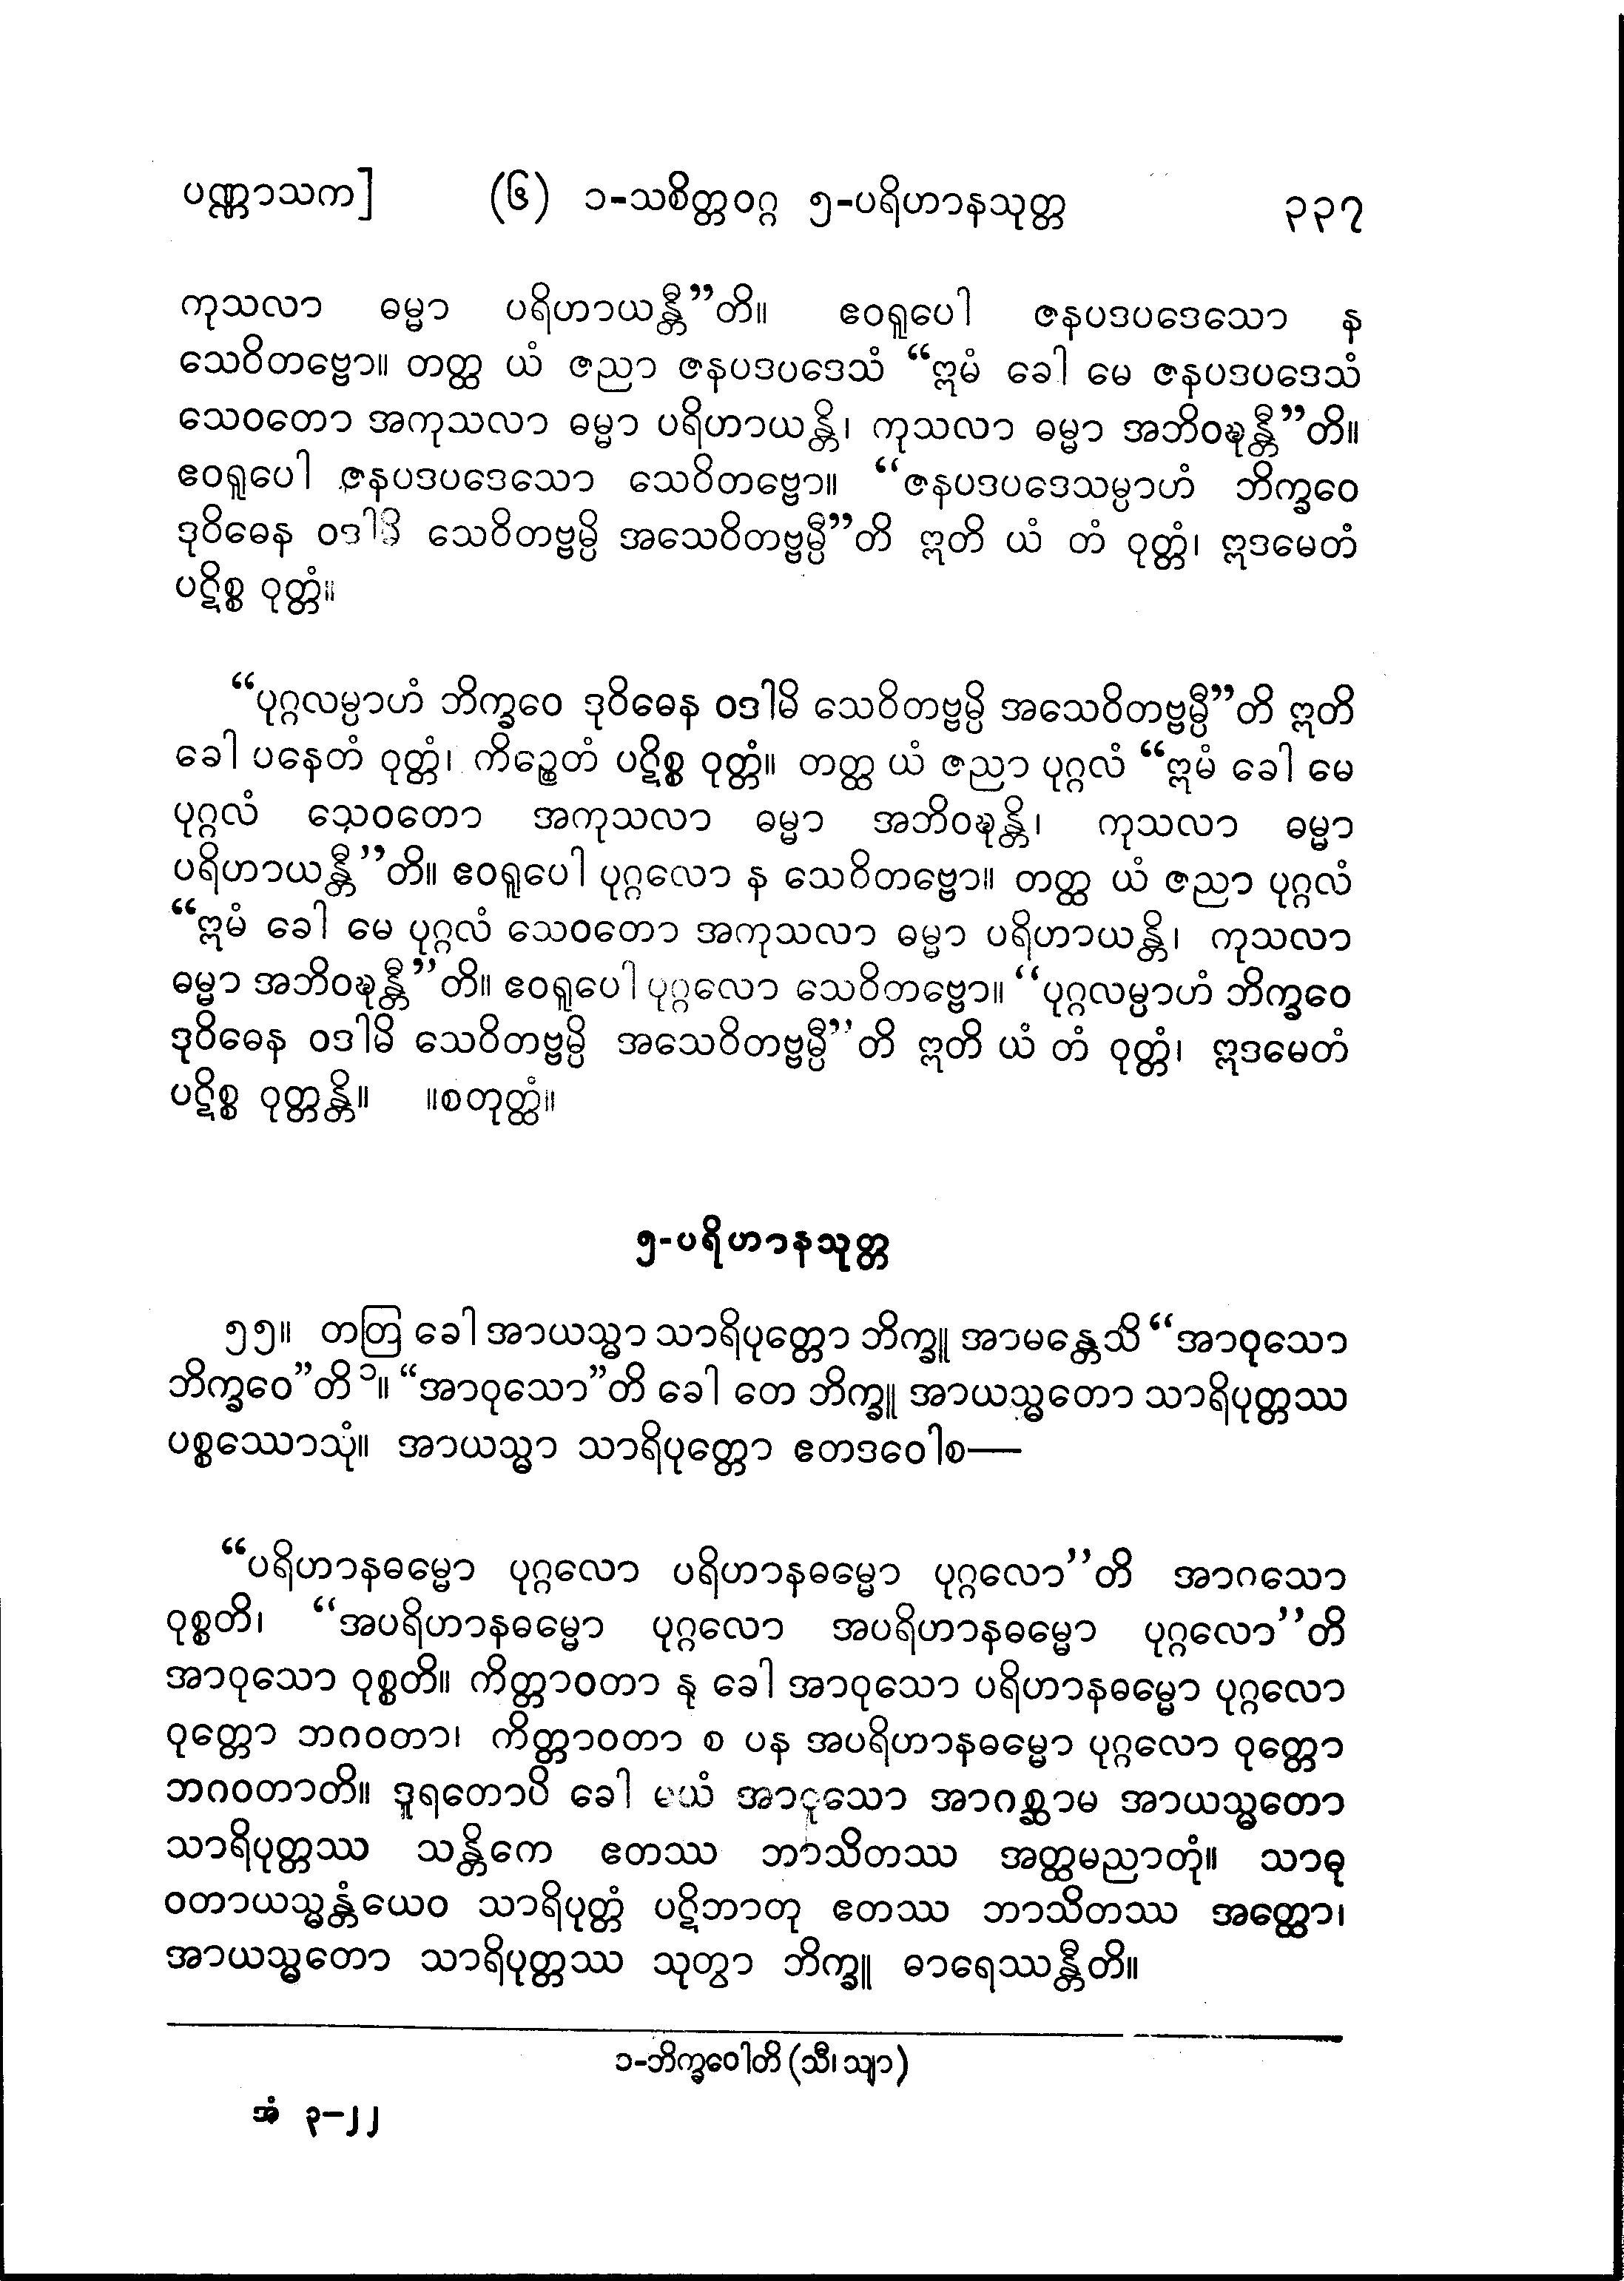 ပဏ္ဏာသက] (၆) ၁-သစိတ္တဝဂ္ဂ ၅-ပရိဟာနသုတ္တ ၃၃၇
ကုသလာ ဓမ္မာ ပရိဟာယန္တီ”တိ။ ဧဝရူပေါ ဇနပဒပဒေသော န
သေဝိတဗ္ဗော။ တတ္ထ ယံ ဇညာ ဇနပဒပဒေသံ “ဣမံ ခေါ မေ ဇနပဒပဒေသံ
သေဝတော အကုသလာ ဓမ္မာ ပရိဟာယန္တိ၊ ကုသလာ ဓမ္မာ အဘိဝဍ္ဎန္တီ”တိ။
ဧဝရူပေါ ဇနပဒပဒေသော သေဝိတဗ္ဗော။ “ဇနပဒပဒေသမ္ပာဟံ ဘိက္ခဝေ
ဒုဝိဓေန ဝဒါမိ သေဝိတဗ္ဗမ္ပိ အသေဝိတဗ္ဗမ္ပီ”တိ ဣတိ ယံ တံ ဝုတ္တံ၊ ဣဒမေတံ
ပဋိစ္စ ဝုတ္တံ။
“ပုဂ္ဂလမ္ပာဟံ ဘိက္ခဝေ ဒုဝိဓေန ဝဒါမိ သေဝိတဗ္ဗမ္ပိ အသေဝိတဗ္ဗမ္ပီ”တိ ဣတိ
ခေါ ပနေတံ ဝုတ္တံ၊ ကိဉ္စေတံ ပဋိစ္စ ဝုတ္တံ။ တတ္ထ ယံ ဇညာ ပုဂ္ဂလံ “ဣမံ ခေါ မေ
ပုဂ္ဂလံ သေဝတော အကုသလာ ဓမ္မာ အဘိဝဍ္ဎန္တိ၊ ကုသလာ ဓမ္မာ
ပရိဟာယန္တီ”တိ။ ဧဝရူပေါ ပုဂ္ဂလော န သေဝိတဗ္ဗော။ တတ္ထ ယံ ဇညာ ပုဂ္ဂလံ
“ဣမံ ခေါ မေ ပုဂ္ဂလံ သေဝတော အကုသလာ ဓမ္မာ ပရိဟာယန္တိ၊ ကုသလာ
ဓမ္မာ အဘိဝဍ္ဎန္တီ”တိ။ ဧဝရူပေါ ပုဂ္ဂလော သေဝိတဗ္ဗော။ “ပုဂ္ဂလမ္ပာဟံ ဘိက္ခဝေ
ဒုဝိဓေန ဝဒါမိ သေဝိတဗ္ဗမ္ပိ အသေဝိတဗ္ဗမ္ပီ”တိ ဣတိ ယံ တံ ဝုတ္တံ၊ ဣဒမေတံ
ပဋိစ္စ ဝုတ္တန္တိ။ ။စတုတ္ထံ။
၅-ပရိဟာနသုတ္တ
၅၅။ တတြ ခေါ အာယသ္မာ သာရိပုတ္တော ဘိက္ခူ အာမန္တေသိ “အာဝုသော
ဘိက္ခဝေ”တိ ၁။ “အာဝုသော”တိ ခေါ တေ ဘိက္ခူ အာယသ္မတော သာရိပုတ္တဿ
ပစ္စဿောသုံ။ အာယသ္မာ သာရိပုတ္တော ဧတဒဝေါစ—
“ပရိဟာနဓမ္မော ပုဂ္ဂလော ပရိဟာနဓမ္မော ပုဂ္ဂလော”တိ အာဂသော
ဝုစ္စတိ၊ “အပရိဟာနဓမ္မော ပုဂ္ဂလော အပရိဟာနဓမ္မော ပုဂ္ဂလော”တိ
အာဝုသော ဝုစ္စတိ။ ကိတ္တာဝတာ နု ခေါ အာဝုသော ပရိဟာနဓမ္မော ပုဂ္ဂလော
ဝုတ္တော ဘဂဝတာ၊ ကိတ္တာဝတာ စ ပန အပရိဟာနဓမ္မော ပုဂ္ဂလော ဝုတ္တော
ဘဂဝတာတိ။ ဒူရတောပိ ခေါ မယံ အာဝုသော အာဂစ္ဆာမ အာယသ္မတော
သာရိပုတ္တဿ သန္တိကေ ဧတဿ ဘာသိတဿ အတ္ထမညာတုံ။ သာဓု
ဝတာယသ္မန္တံယေဝ သာရိပုတ္တံ ပဋိဘာတု ဧတဿ ဘာသိတဿ အတ္ထော၊
အာယသ္မတော သာရိပုတ္တဿ သုတွာ ဘိက္ခူ ဓာရေဿန္တီတိ။
၁-ဘိက္ခဝေါတိ (သီ၊ သျာ)
အံ ၃–၂၂